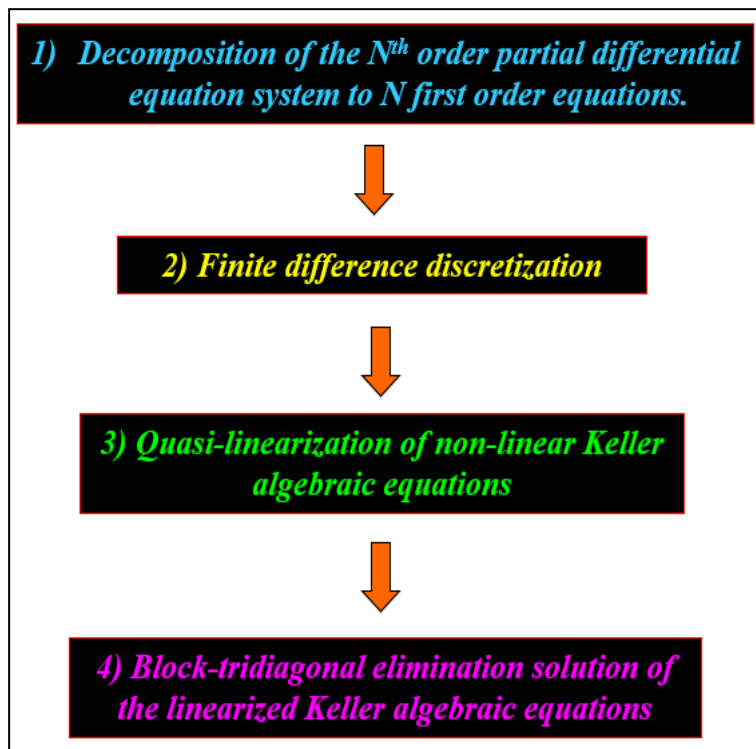 1) Decomposition of the Nth order partial differential
equation system to N first order equations.
2) Finite difference discretization
3) Quasi-linearization of non-linear Keller
algebraic equations
4) Block-tridiagonal elimination solution of
the linearized Keller algebraic equations